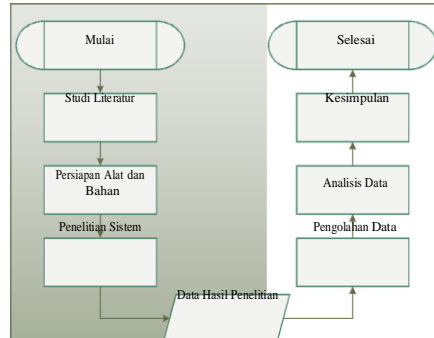 Mulai
Studi Literatur
Persiapan Alat dan
Bahan
Penelitian Sistem
Data Hasil Penelitian
Pengolahan Data
Analisis Data
Kesimpulan
Selesai